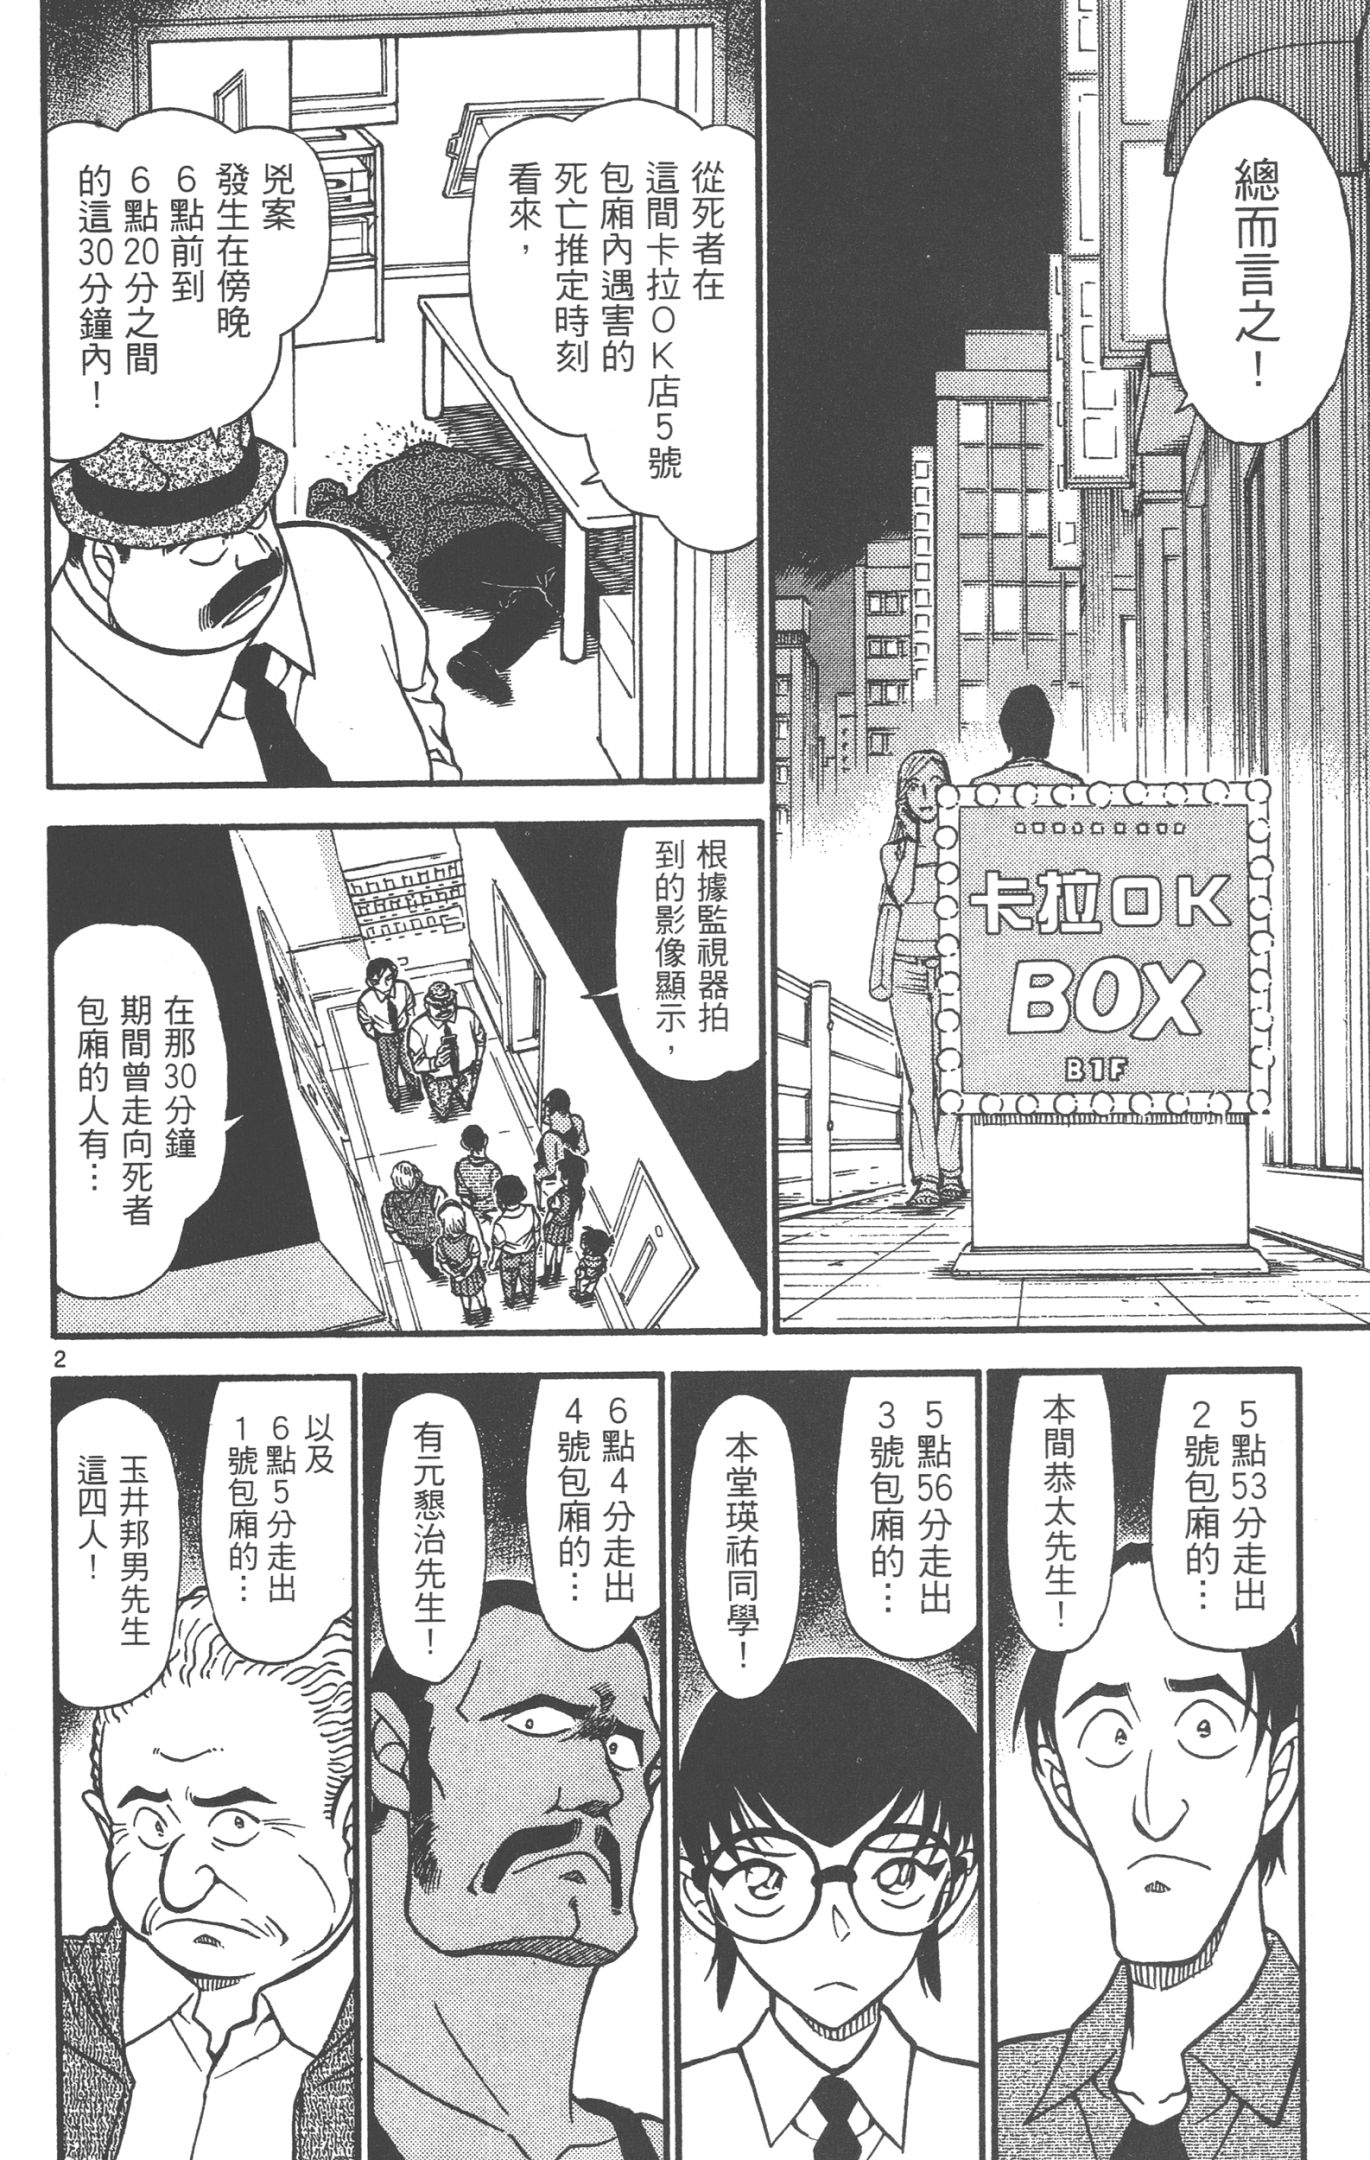 總而言之！
卡拉OK
BOX
B1F
從死者在
這間卡拉OK店5號
包廂內遇害的
死亡推定時刻
看來，
兇案
發生在傍晚
6點前到
6點20分之間
的這30分鐘內！
根據監視器拍
到的影像顯示，
在那30分鐘
期間曾走向死者
包廂的人有…
2
5點53分走出
2號包廂的…
本間恭太先生！
5點56分走出
3號包廂的…
本堂瑛祐同學！
6點4分走出
4號包廂的…
有元懇治先生！
以及
6點5分走出
1號包廂的…
玉井邦男先生
這四人！